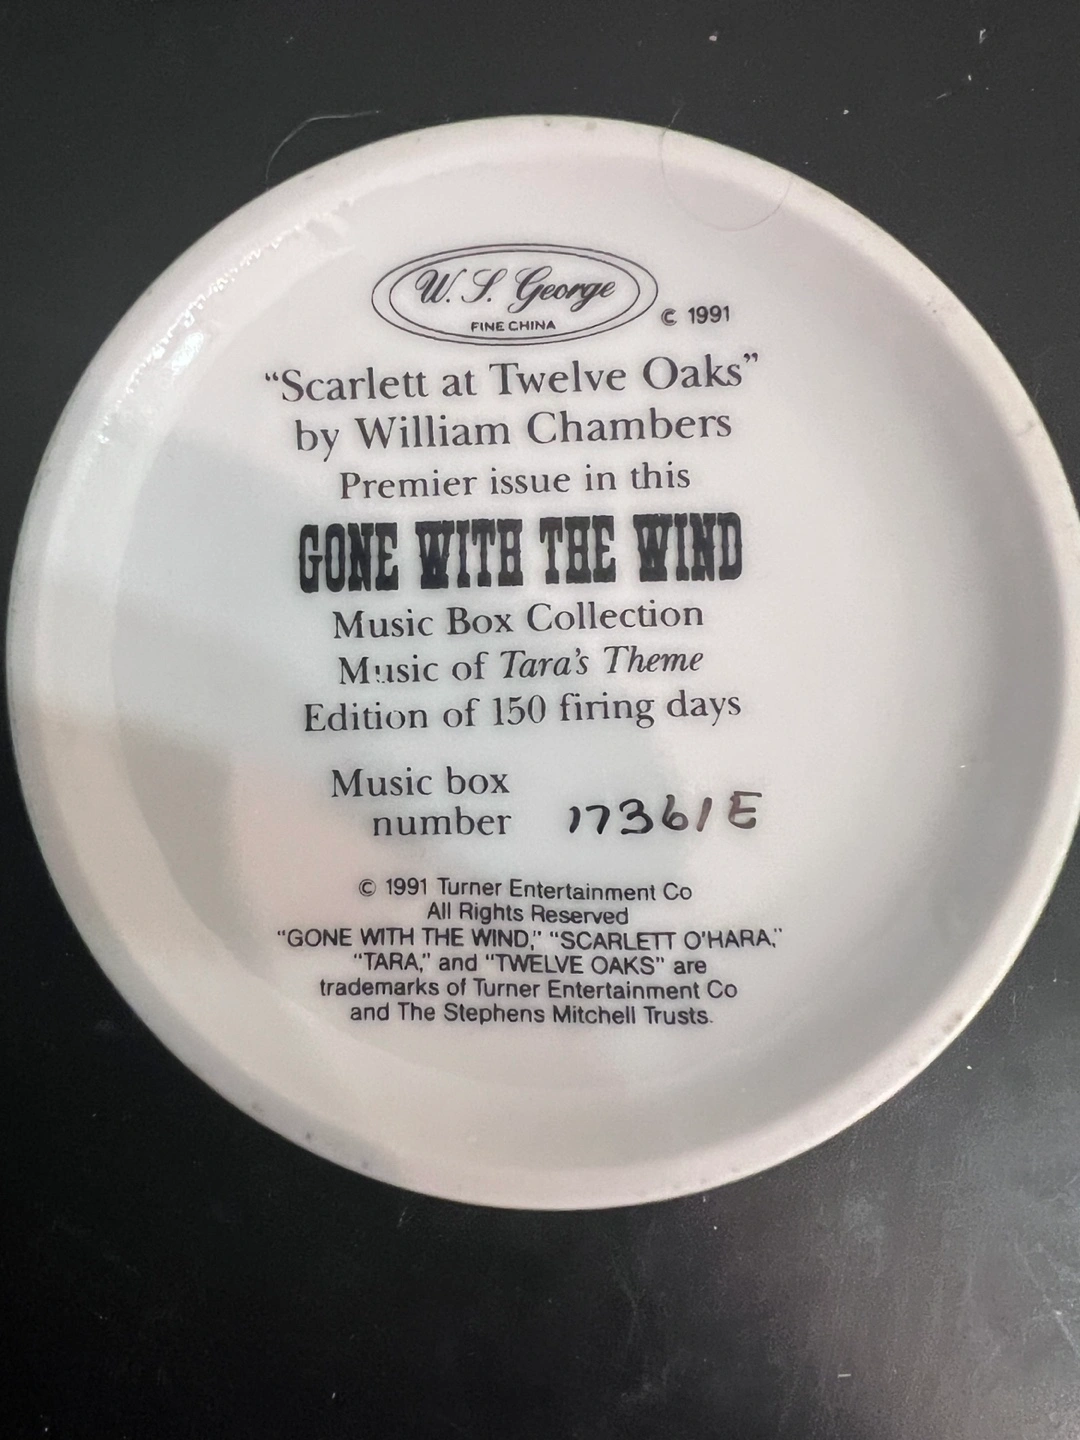 W. S. George
FINE CHINA
© 1991
“Scarlett at Twelve Oaks”
by William Chambers
Premier issue in this
GONE WITH THE WIND
Music Box Collection
Music of Tara’s Theme
Edition of 150 firing days
Music box
number 17361E
© 1991 Turner Entertainment Co
All Rights Reserved
“GONE WITH THE WIND,” “SCARLETT O’HARA,”
“TARA,” and “TWELVE OAKS” are
trademarks of Turner Entertainment Co
and The Stephens Mitchell Trusts.